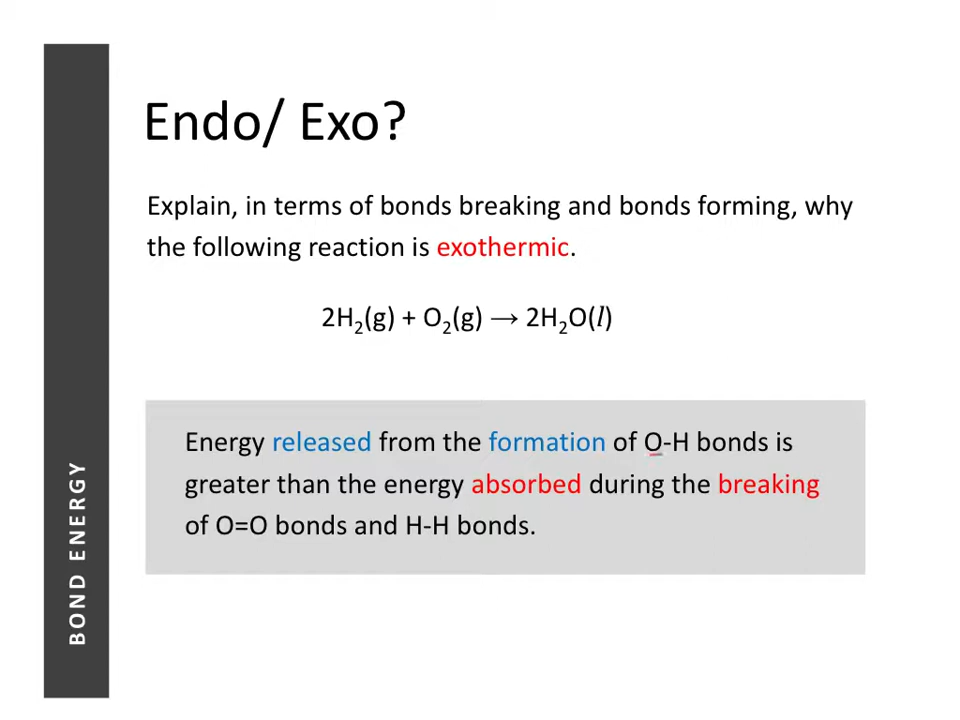 Endo/ Exo?
Explain, in terms of bonds breaking and bonds forming, why
the following reaction is exothermic.
2H₂(g) + O₂(g) → 2H₂O(l)
Energy released from the formation of O-H bonds is
greater than the energy absorbed during the breaking
of O=O bonds and H-H bonds.
BOND ENERGY